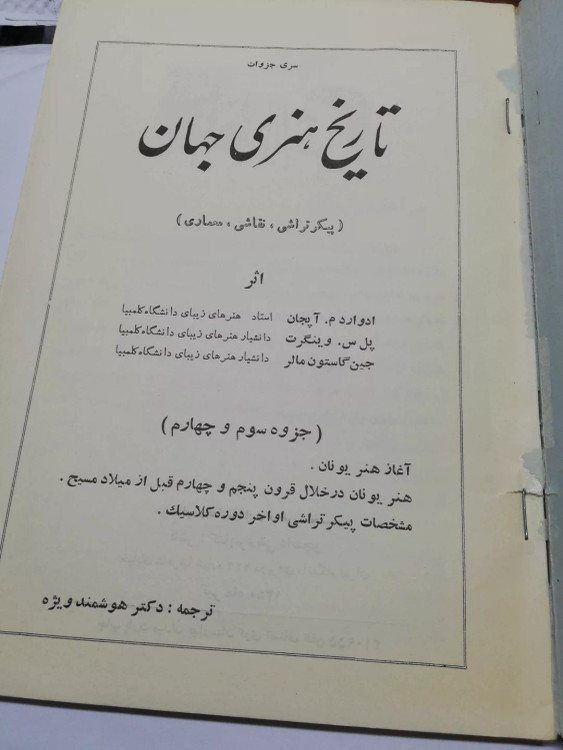 سری جزوات
تاریخ هنری جهان
(پیکرتراشی ، نقاشی ، معماری)
اثر
ادوارد م. آپجان استاد هنرهای زیبای دانشگاه کلمبیا
پل س. وینگرت دانشیار هنرهای زیبای دانشگاه کلمبیا
جین گاستون مالر دانشیار هنرهای زیبای دانشگاه کلمبیا
(جزوه سوم و چهارم)
آغاز هنر یونان .
هنر یونان درخلال قرون پنجم و چهارم قبل از میلاد مسیح .
مشخصات پیکرتراشی اواخر دوره کلاسیک .
ترجمه : دکتر هوشمند ویژه